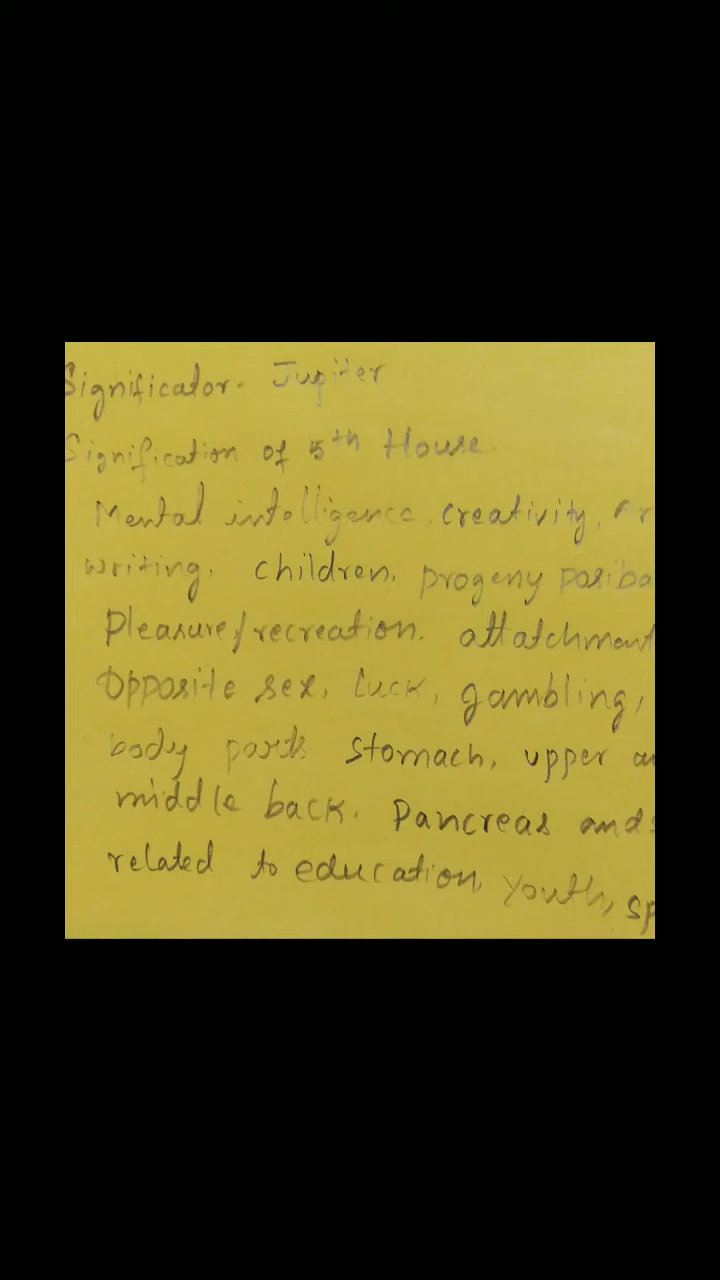 Significator. Jupiter
Signification of 5th House.
Mental intelligence, creativity,
writing, children, progeny
Pleasure/recreation. attatchment
Opposite sex, luck, gambling,
body parts stomach, upper
middle back. Pancreas and
related to education, youth,